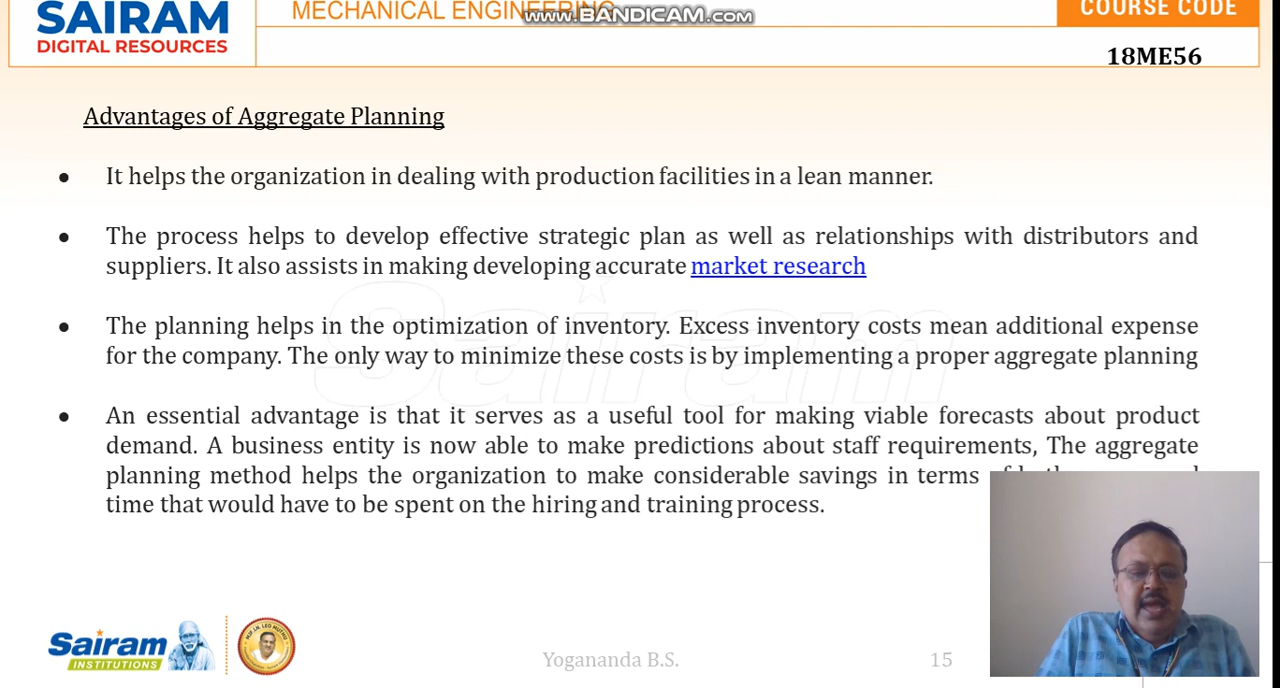 SAIRAM
DIGITAL RESOURCES
MECHANICAL ENGINEERING
www.BANDICAM.com
COURSE CODE
18ME56
Advantages of Aggregate Planning
• It helps the organization in dealing with production facilities in a lean manner.
• The process helps to develop effective strategic plan as well as relationships with distributors and
suppliers. It also assists in making developing accurate market research
• The planning helps in the optimization of inventory. Excess inventory costs mean additional expense
for the company. The only way to minimize these costs is by implementing a proper aggregate planning
• An essential advantage is that it serves as a useful tool for making viable forecasts about product
demand. A business entity is now able to make predictions about staff requirements, The aggregate
planning method helps the organization to make considerable savings in terms
time that would have to be spent on the hiring and training process.
Sairam
Sairam
INSTITUTIONS
Yogananda B.S.
15